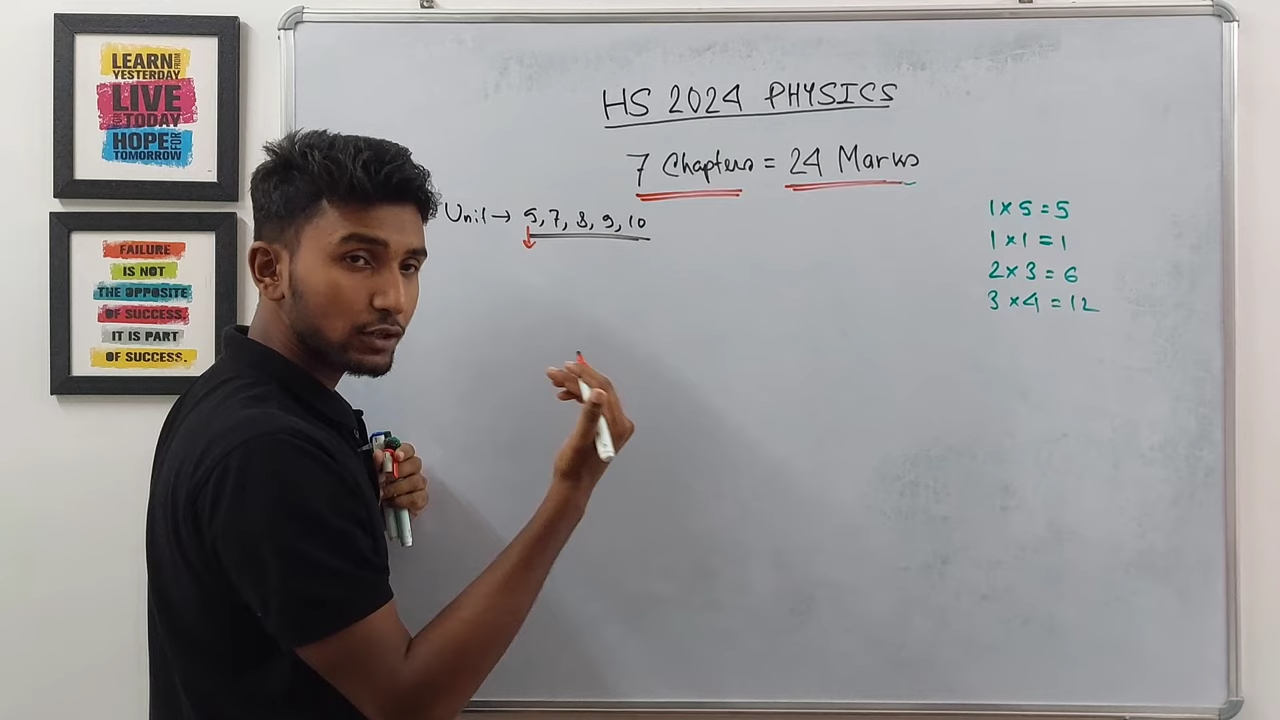 LEARN FROM
YESTERDAY
LIVE
FOR TODAY
HOPE FOR
TOMORROW
FAILURE
IS NOT
THE OPPOSITE
OF SUCCESS.
IT IS PART
OF SUCCESS.
HS 2024 PHYSICS
7 Chapters = 24 Marks
Unit → 5, 7, 8, 9, 10
1 x 5 = 5
1 x 1 = 1
2 x 3 = 6
3 x 4 = 12